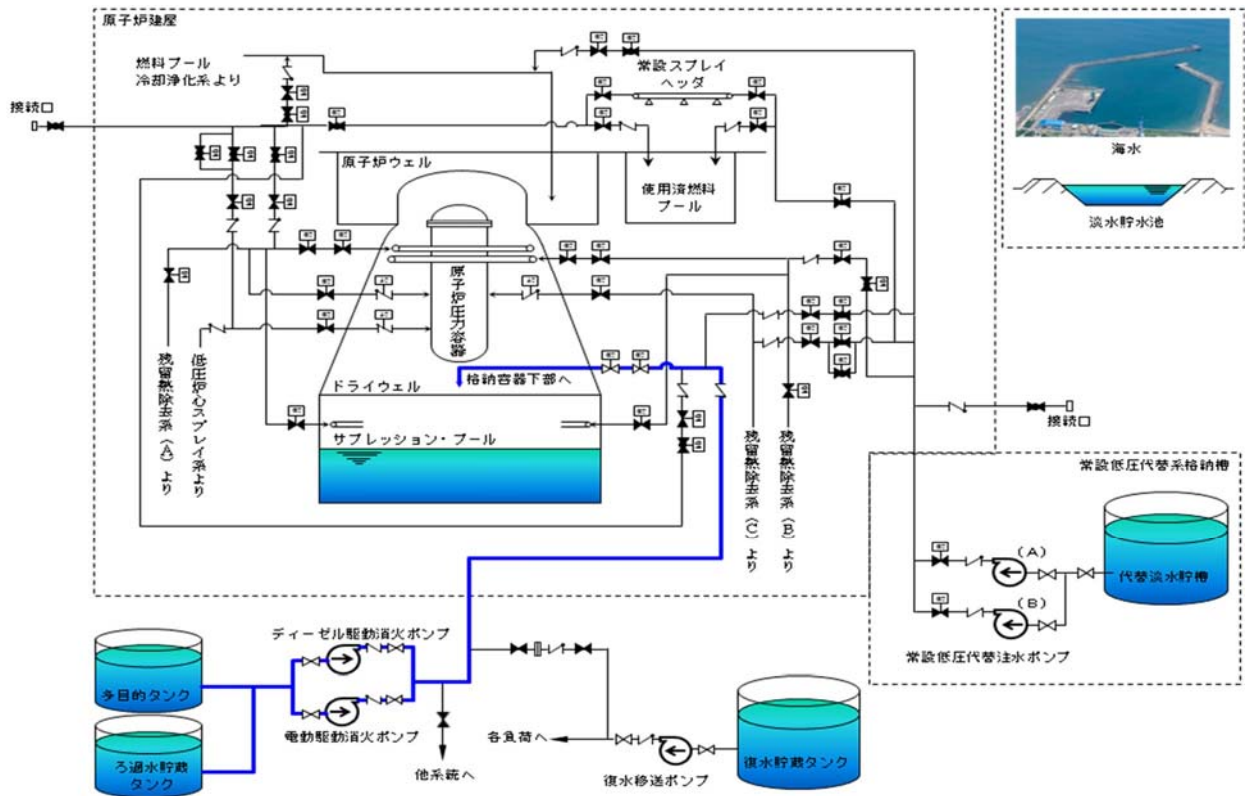 原子炉建屋
燃料プール
冷却浄化系より
接続口
常設スプレイ
ヘッダ
原子炉ウェル
使用済燃料
プール
海水
淡水貯水池
原子炉圧力容器
残留熱除去系(A)より
低圧炉心スプレイ系より
ドライウェル
格納容器下部へ
サプレッション・プール
残留熱除去系(C)より
残留熱除去系(B)より
接続口
常設低圧代替系格納槽
(A)
代替淡水貯槽
(B)
常設低圧代替注水ポンプ
ディーゼル駆動消火ポンプ
多目的タンク
電動駆動消火ポンプ
ろ過水貯蔵
タンク
他系統へ
各負荷へ
復水移送ポンプ
復水貯蔵タンク